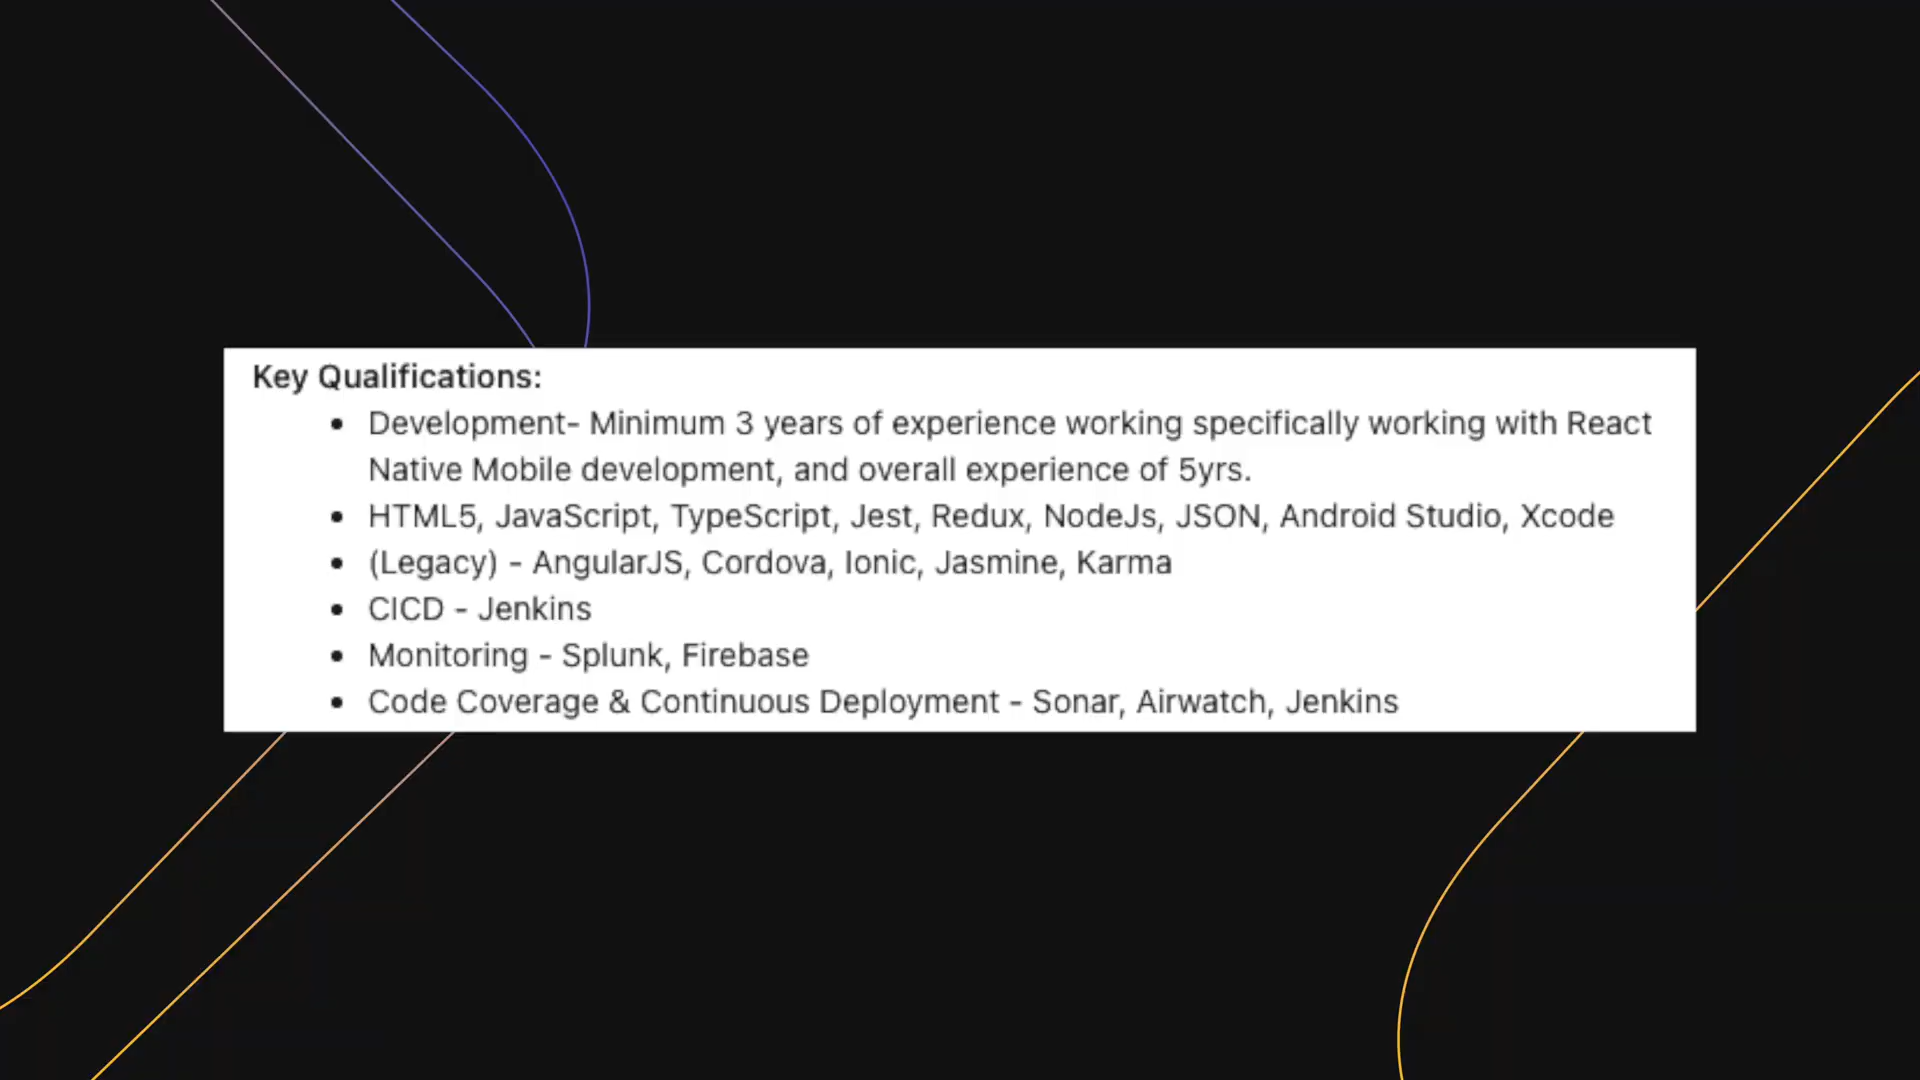 Key Qualifications:
• Development- Minimum 3 years of experience working specifically working with React
Native Mobile development, and overall experience of 5yrs.
• HTML5, JavaScript, TypeScript, Jest, Redux, NodeJs, JSON, Android Studio, Xcode
• (Legacy) - AngularJS, Cordova, Ionic, Jasmine, Karma
• CICD - Jenkins
• Monitoring - Splunk, Firebase
• Code Coverage & Continuous Deployment - Sonar, Airwatch, Jenkins